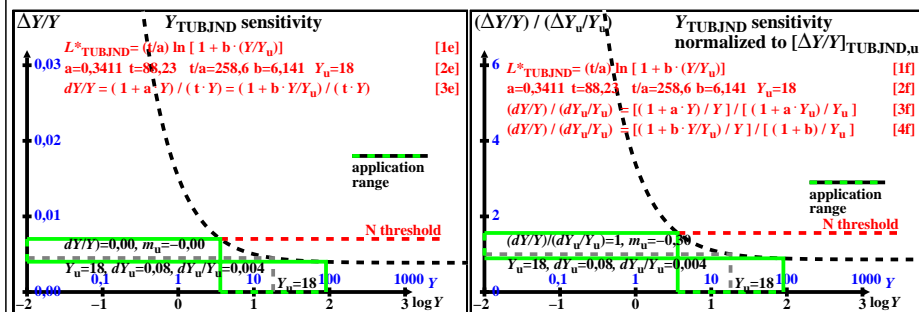 ΔY/Y
Y_TUBJND sensitivity
L*_TUBJND= (t/a) ln [ 1 + b · (Y/Y_u)] [1e]
a=0,3411 t=88,23 t/a=258,6 b=6,141 Y_u=18 [2e]
dY/Y = ( 1 + a · Y) / ( t · Y) = ( 1+ b · Y/Y_u) / ( t · Y) [3e]
0,03
0,02
0,01
0,00
application
range
N threshold
dY/Y)=0,00, m_u=−0,00
Y_u=18, dY_u=0,08, dY_u/Y_u=0,004
Y_u=18
0,1 1 10 100 1000 Y
-2 -1 0 1 2 3 log Y
(ΔY/Y) / (ΔY_u/Y_u)
Y_TUBJND sensitivity
normalized to [ΔY/Y]_TUBJND,u
L*_TUBJND= (t/a) ln [ 1 + b · (Y/Y_u)] [1f]
a=0,3411 t=88,23 t/a=258,6 b=6,141 Y_u=18 [2f]
(dY/Y) / (dY_u/Y_u) = [( 1 + a · Y) / Y ] / [ ( 1 + a · Y_u) / Y_u ] [3f]
(dY/Y) / (dY_u/Y_u) = [( 1 + b · Y/Y_u) / Y ] / [ ( 1 + b) / Y_u ] [4f]
6
4
2
0
application
range
N threshold
(dY/Y)/(dY_u/Y_u)=1, m_u=−0,30
Y_u=18, dY_u=0,08, dY_u/Y_u=0,004
Y_u=18
0,1 1 10 100 1000 Y
-2 -1 0 1 2 3 log Y